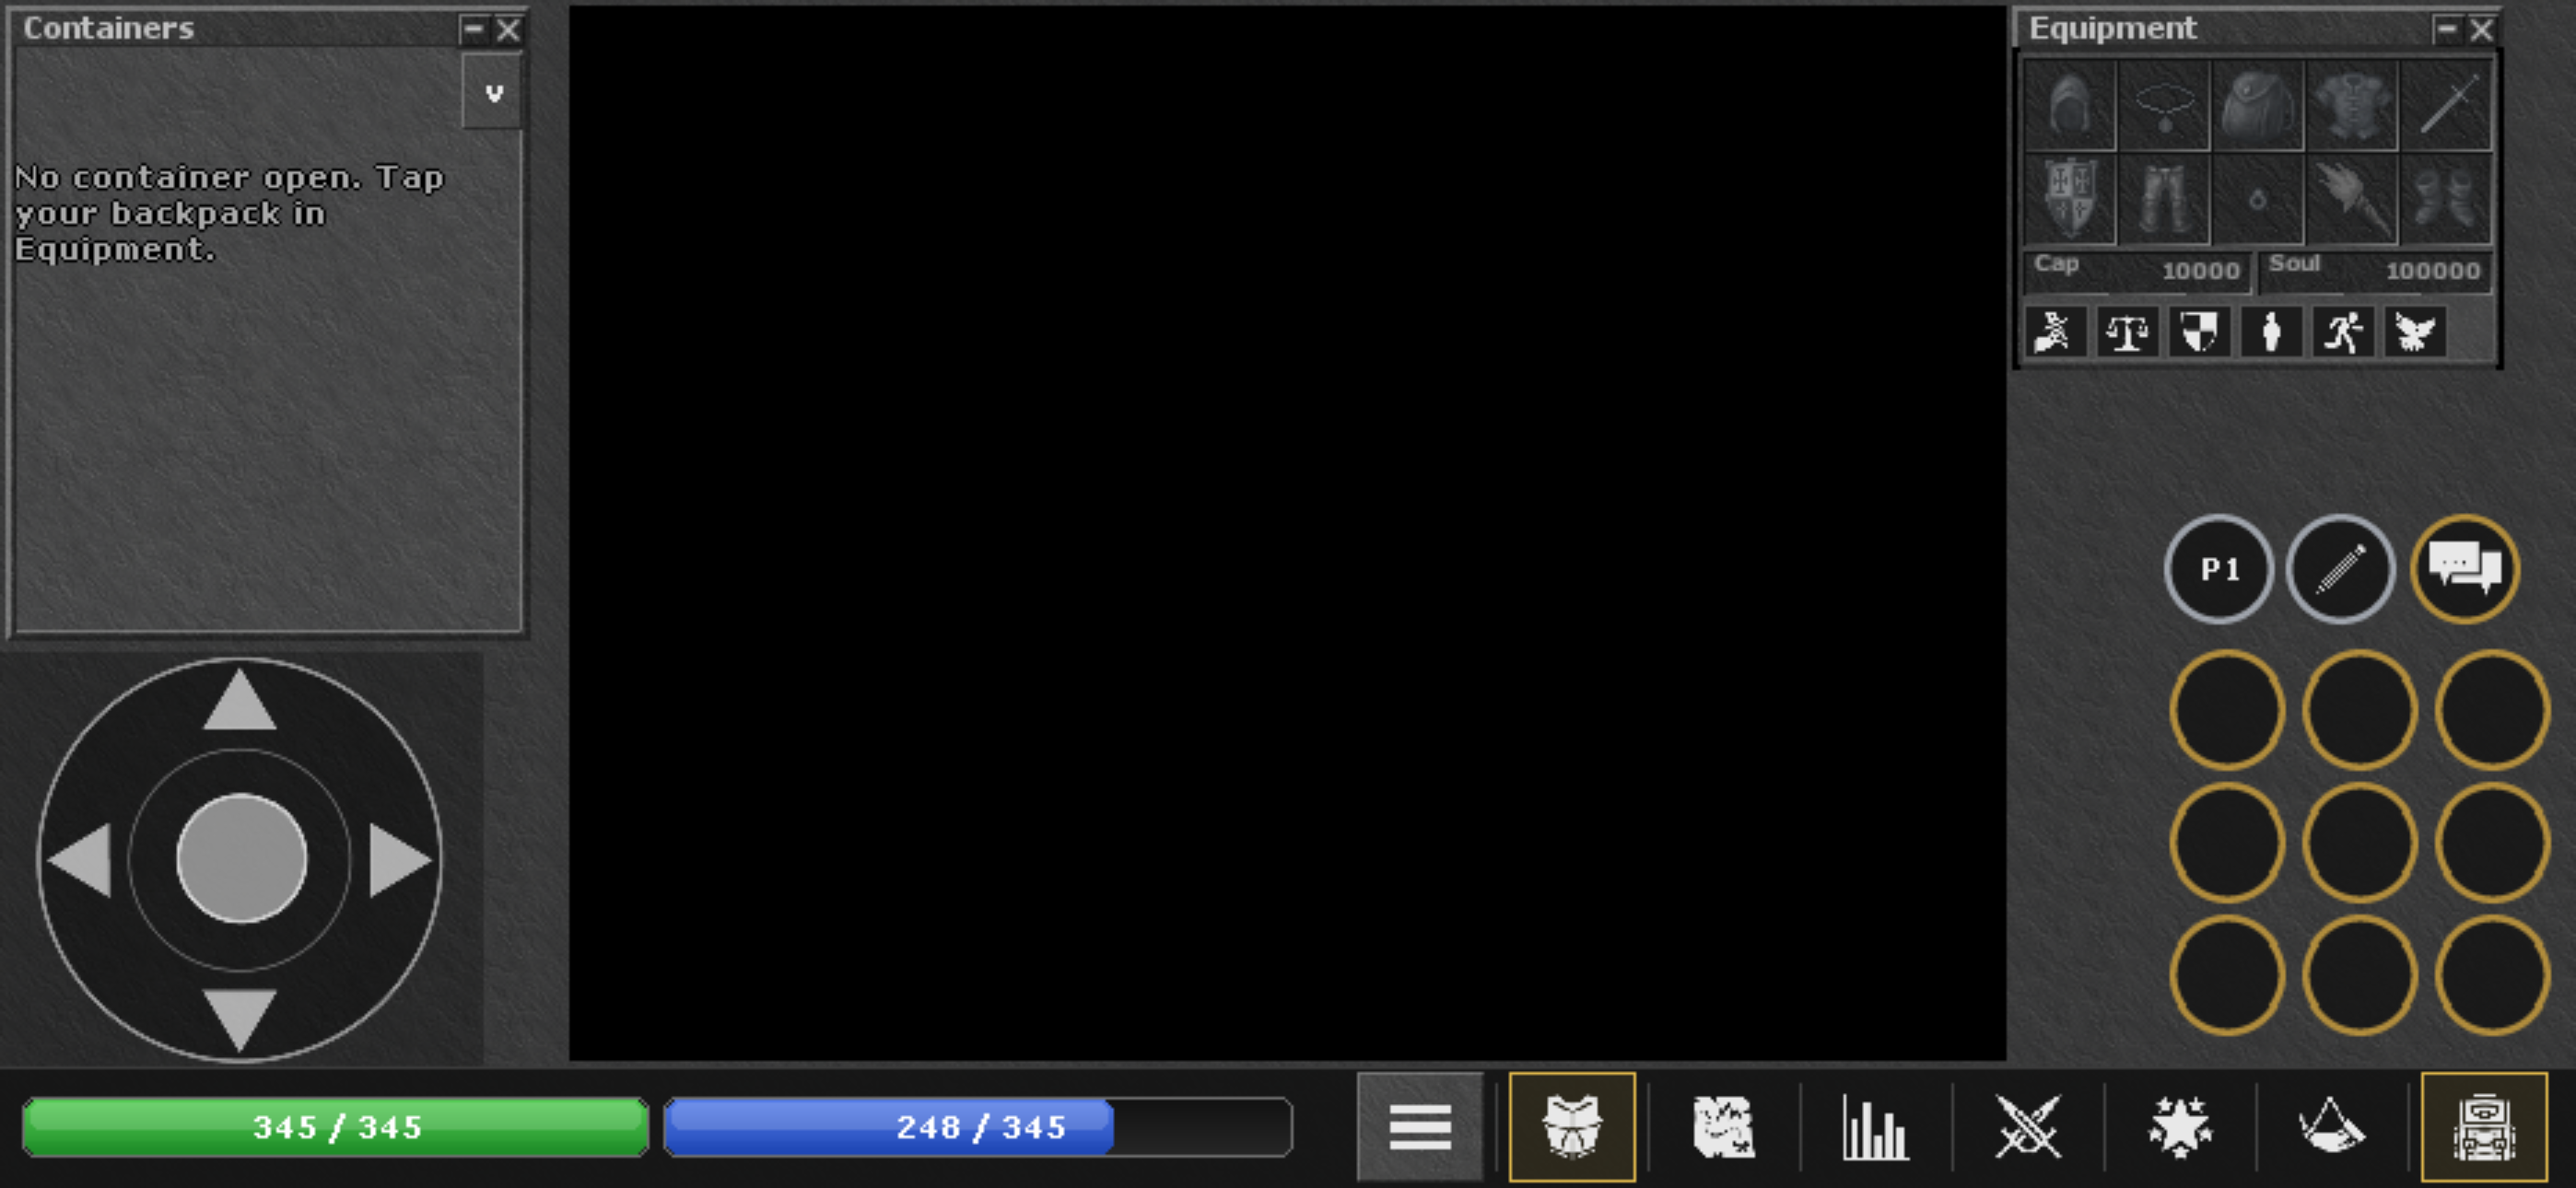 Containers
v
No container open. Tap
your backpack in
Equipment.
Equipment
Cap 10000 Soul 100000
P1
345 / 345
248 / 345